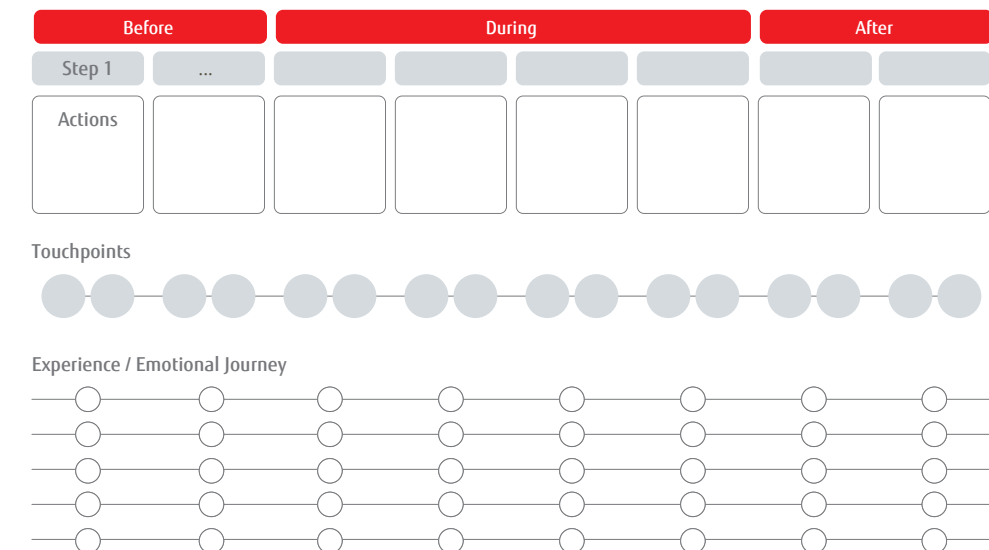 Before During After
Step 1 ...
Actions
Touchpoints
Experience / Emotional Journey